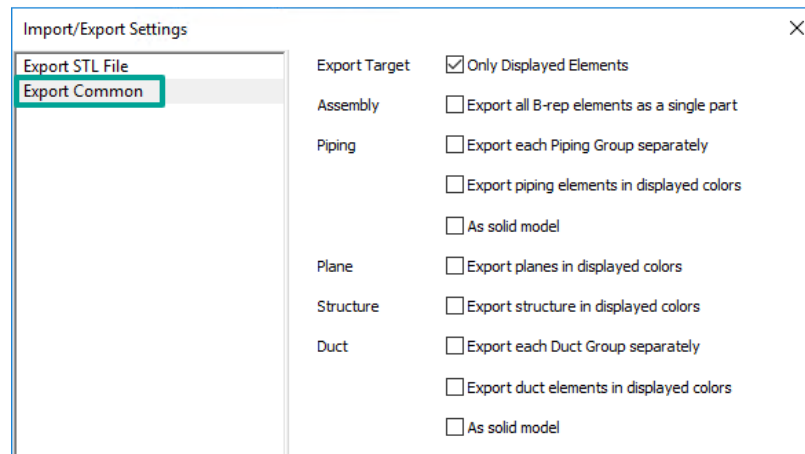 Import/Export Settings
Export STL File
Export Common
Export Target Only Displayed Elements
Assembly Export all B-rep elements as a single part
Piping Export each Piping Group separately
Export piping elements in displayed colors
As solid model
Plane Export planes in displayed colors
Structure Export structure in displayed colors
Duct Export each Duct Group separately
Export duct elements in displayed colors
As solid model